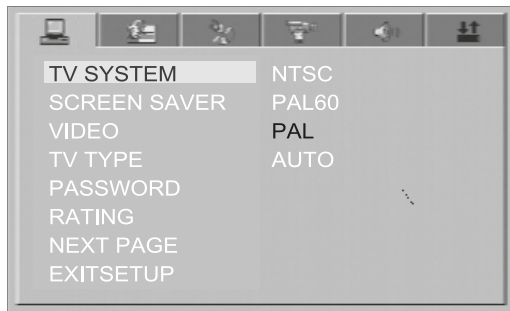 TV SYSTEM
SCREEN SAVER
VIDEO
TV TYPE
PASSWORD
RATING
NEXT PAGE
EXITSETUP
NTSC
PAL60
PAL
AUTO